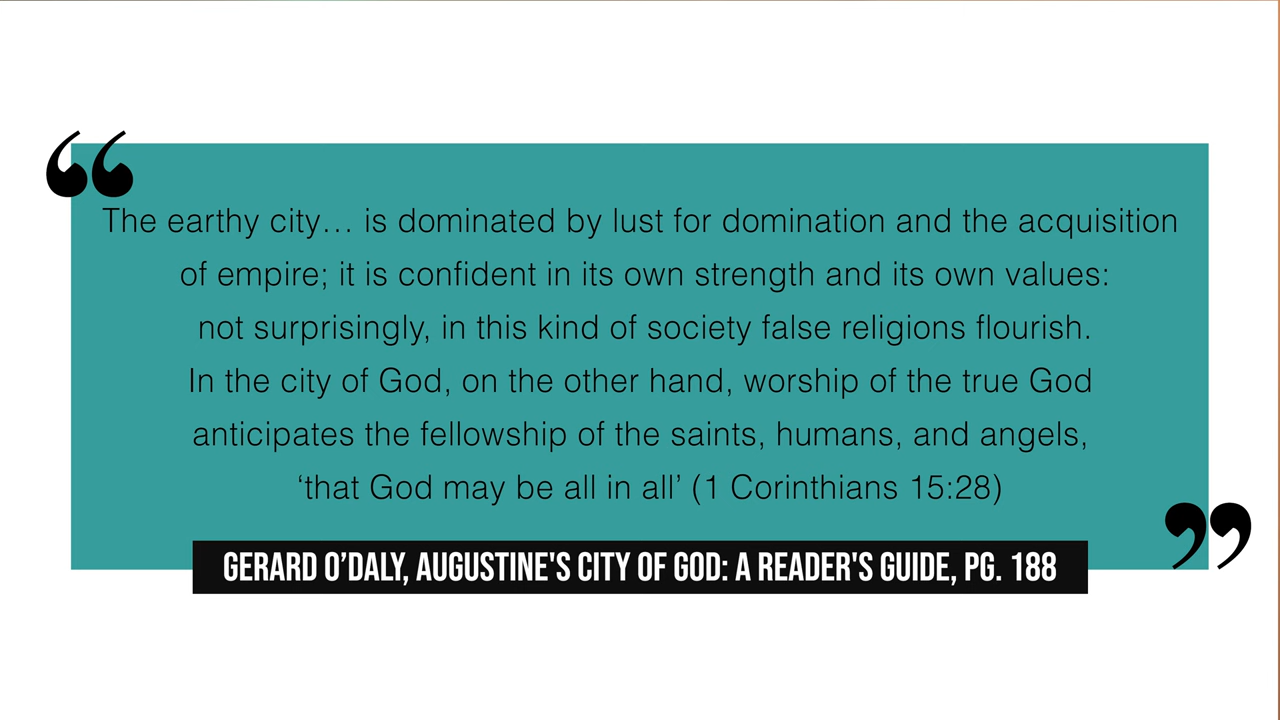 “
The earthy city… is dominated by lust for domination and the acquisition
of empire; it is confident in its own strength and its own values:
not surprisingly, in this kind of society false religions flourish.
In the city of God, on the other hand, worship of the true God
anticipates the fellowship of the saints, humans, and angels,
‘that God may be all in all’ (1 Corinthians 15:28)
”
GERARD O’DALY, AUGUSTINE'S CITY OF GOD: A READER'S GUIDE, PG. 188